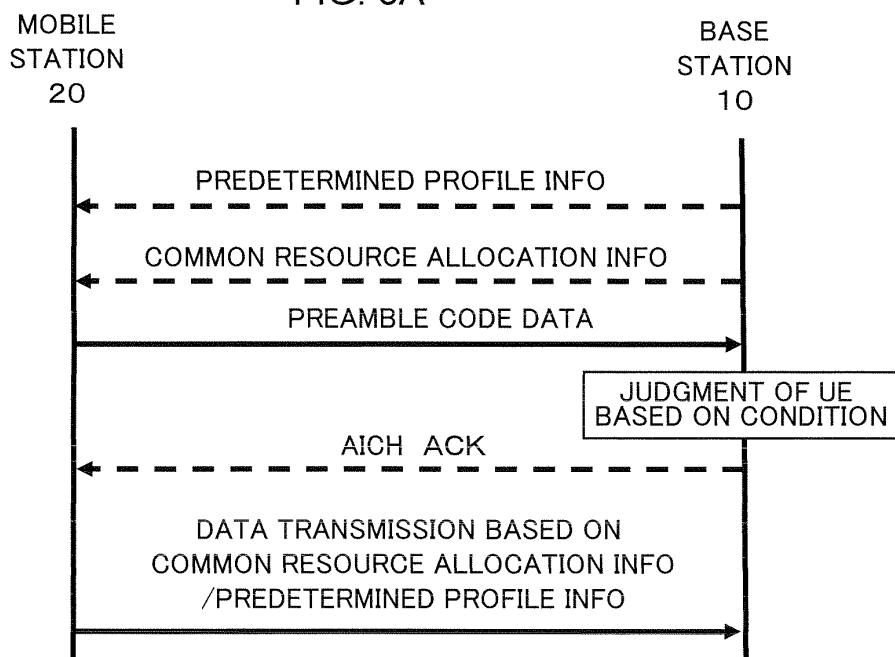 MOBILE
STATION
20
BASE
STATION
10
PREDETERMINED PROFILE INFO
COMMON RESOURCE ALLOCATION INFO
PREAMBLE CODE DATA
JUDGMENT OF UE
BASED ON CONDITION
AICH ACK
DATA TRANSMISSION BASED ON
COMMON RESOURCE ALLOCATION INFO
/PREDETERMINED PROFILE INFO